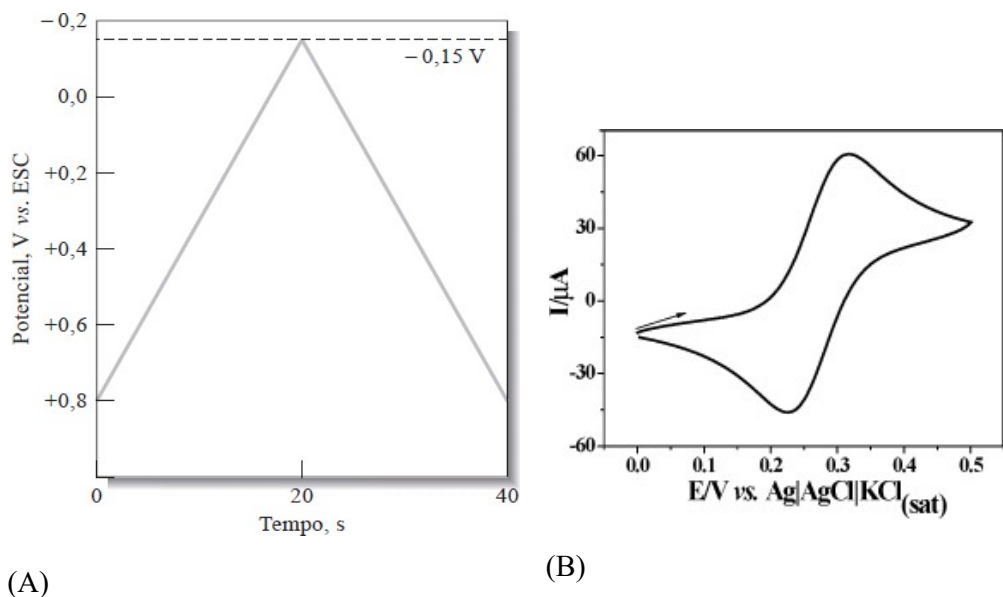 – 0,2
– 0,15 V
0,0
+0,2
+0,4
+0,6
+0,8
Potencial, V vs. ESC
0
20
40
Tempo, s
(A)
60
30
0
-30
-60
I/µA
0.0 0.1 0.2 0.3 0.4 0.5
E/V vs. Ag|AgCl|KCl(sat)
(B)